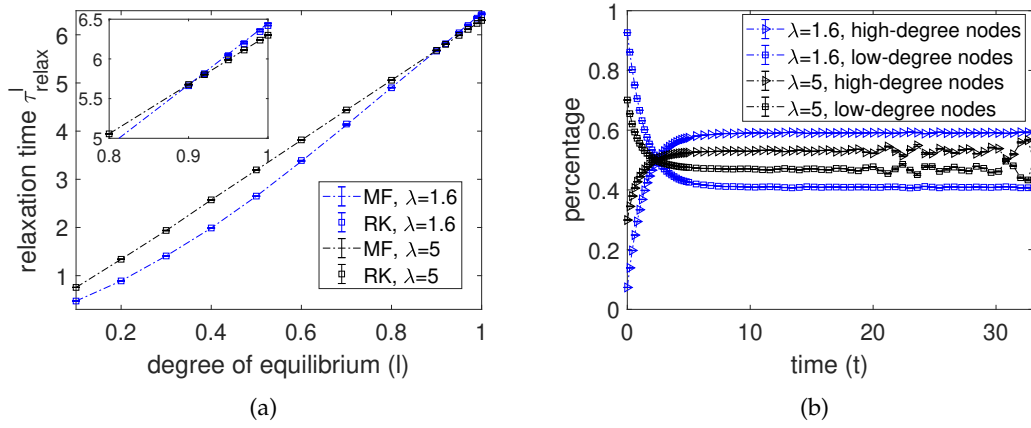 relaxation time τ^l_relax
6
5
4
3
2
1
6.5
6
5.5
5
0.8 0.9 1
MF, λ=1.6
RK, λ=1.6
MF, λ=5
RK, λ=5
0.2 0.4 0.6 0.8 1
degree of equilibrium (l)
(a)
percentage
1
0.8
0.6
0.4
0.2
0
λ=1.6, high-degree nodes
λ=1.6, low-degree nodes
λ=5, high-degree nodes
λ=5, low-degree nodes
0 10 20 30
time (t)
(b)